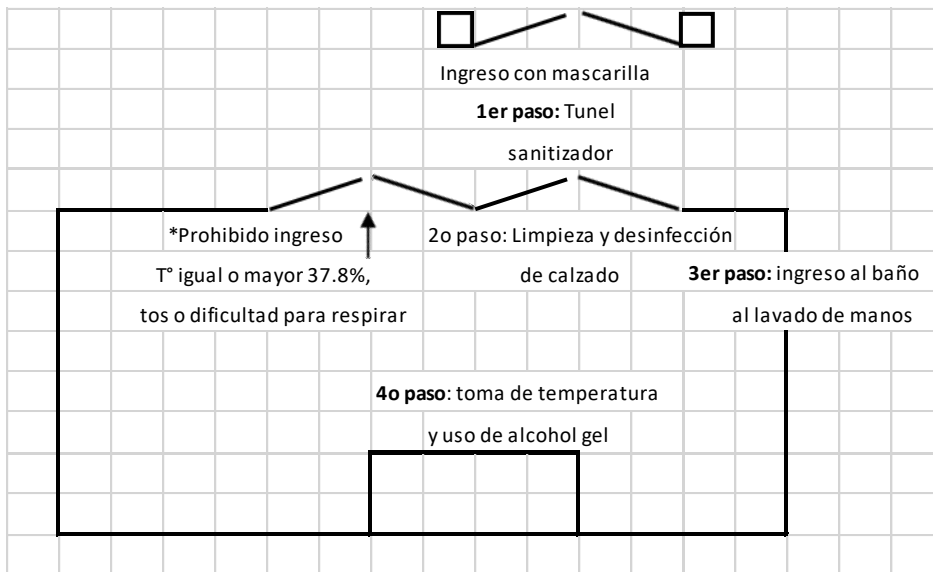 Ingreso con mascarilla
1er paso: Tunel
sanitizador
*Prohibido ingreso
T° igual o mayor 37.8%,
tos o dificultad para respirar
2o paso: Limpieza y desinfección
de calzado
3er paso: ingreso al baño
al lavado de manos
4o paso: toma de temperatura
y uso de alcohol gel